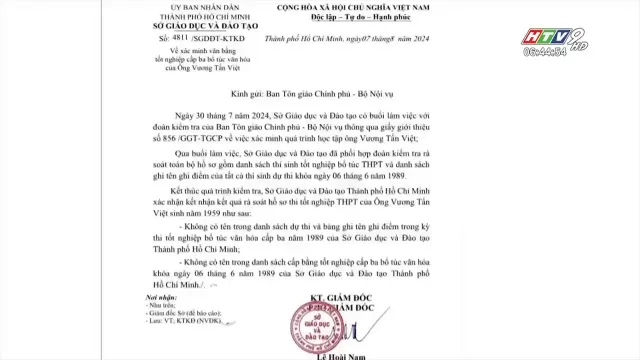 ỦY BAN NHÂN DÂN
THÀNH PHỐ HỒ CHÍ MINH
SỞ GIÁO DỤC VÀ ĐÀO TẠO
Số: 4811 /SGDĐT-KTKĐ
Về xác minh văn bằng
tốt nghiệp cấp ba bổ túc văn hóa
của Ông Vương Tấn Việt
CỘNG HÒA XÃ HỘI CHỦ NGHĨA VIỆT NAM
Độc lập – Tự do – Hạnh phúc
Thành phố Hồ Chí Minh, ngày 07 tháng 8 năm 2024
HTV9 HD
06:44:54
Kính gửi: Ban Tôn giáo Chính phủ - Bộ Nội vụ
Ngày 30 tháng 7 năm 2024, Sở Giáo dục và Đào tạo có buổi làm việc với
đoàn kiểm tra của Ban Tôn giáo Chính phủ - Bộ Nội vụ thông qua giấy giới thiệu
số 856 /GGT-TGCP về việc xác minh quá trình học tập ông Vương Tấn Việt;
Qua buổi làm việc, Sở Giáo dục và Đào tạo đã phối hợp đoàn kiểm tra rà
soát toàn bộ hồ sơ gồm danh sách thí sinh tốt nghiệp bổ túc THPT và danh sách
ghi tên ghi điểm của tất cả thí sinh dự thi khóa ngày 06 tháng 6 năm 1989.
Kết thúc quá trình kiểm tra, Sở Giáo dục và Đào tạo Thành phố Hồ Chí Minh
xác nhận kết nhận kết quả rà soát hồ sơ thi tốt nghiệp THPT của Ông Vương Tấn
Việt sinh năm 1959 như sau:
- Không có tên trong danh sách dự thi và bảng ghi tên ghi điểm trong kỳ
thi tốt nghiệp bổ túc văn hóa cấp ba năm 1989 của Sở Giáo dục và Đào tạo
Thành phố Hồ Chí Minh;
- Không có tên trong danh sách cấp bằng tốt nghiệp cấp ba bổ túc văn hóa
khóa ngày 06 tháng 6 năm 1989 của Sở Giáo dục và Đào tạo Thành phố
Hồ Chí Minh./.
Nơi nhận:
- Như trên;
- Giám đốc Sở (để báo cáo);
- Lưu: VT, KTKĐ (NVĐK).
KT. GIÁM ĐỐC
PHÓ GIÁM ĐỐC
SỞ
GIÁO DỤC
VÀ
ĐÀO TẠO
Lê Hoài Nam